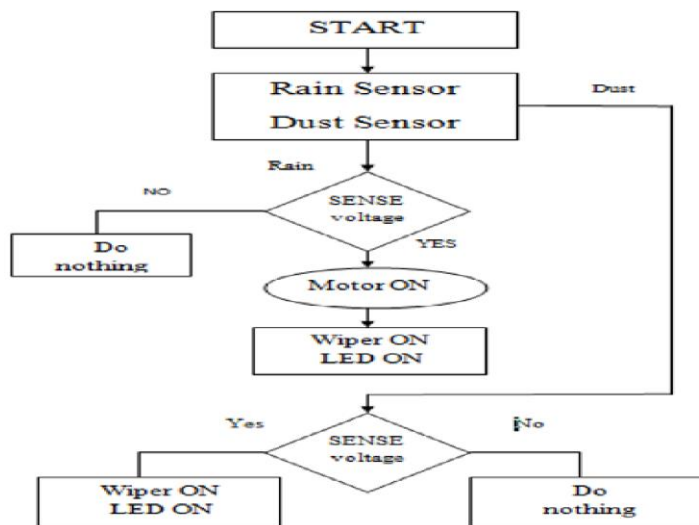 START
Rain Sensor
Dust Sensor
Dust
Rain
NO
SENSE
voltage
YES
Do
nothing
Motor ON
Wiper ON
LED ON
Yes
No
SENSE
voltage
Wiper ON
LED ON
Do
nothing